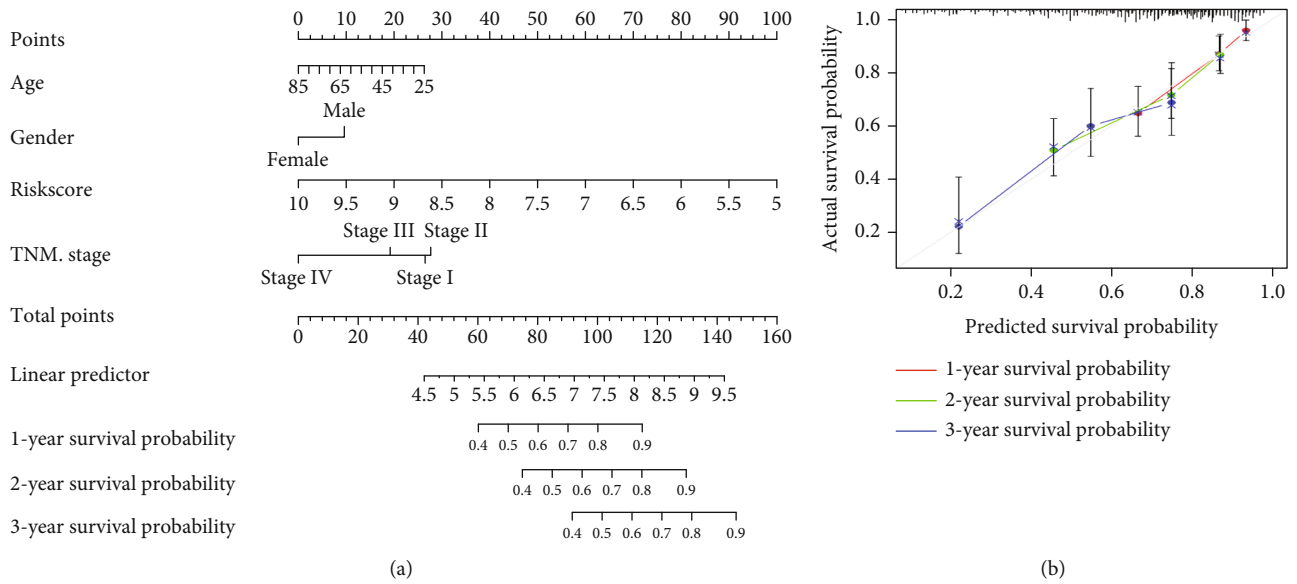 Points
0 10 20 30 40 50 60 70 80 90 100
Age
85 65 45 25
Male
Gender
Female
Riskscore
10 9.5 9 8.5 8 7.5 7 6.5 6 5.5 5
Stage III Stage II
TNM. stage
Stage IV Stage I
Total points
0 20 40 60 80 100 120 140 160
Linear predictor
4.5 5 5.5 6 6.5 7 7.5 8 8.5 9 9.5
1-year survival probability
0.4 0.5 0.6 0.7 0.8 0.9
2-year survival probability
0.4 0.5 0.6 0.7 0.8 0.9
3-year survival probability
0.4 0.5 0.6 0.7 0.8 0.9
(a)
Actual survival probability
1.0
0.8
0.6
0.4
0.2
0.2 0.4 0.6 0.8 1.0
Predicted survival probability
1-year survival probability
2-year survival probability
3-year survival probability
(b)